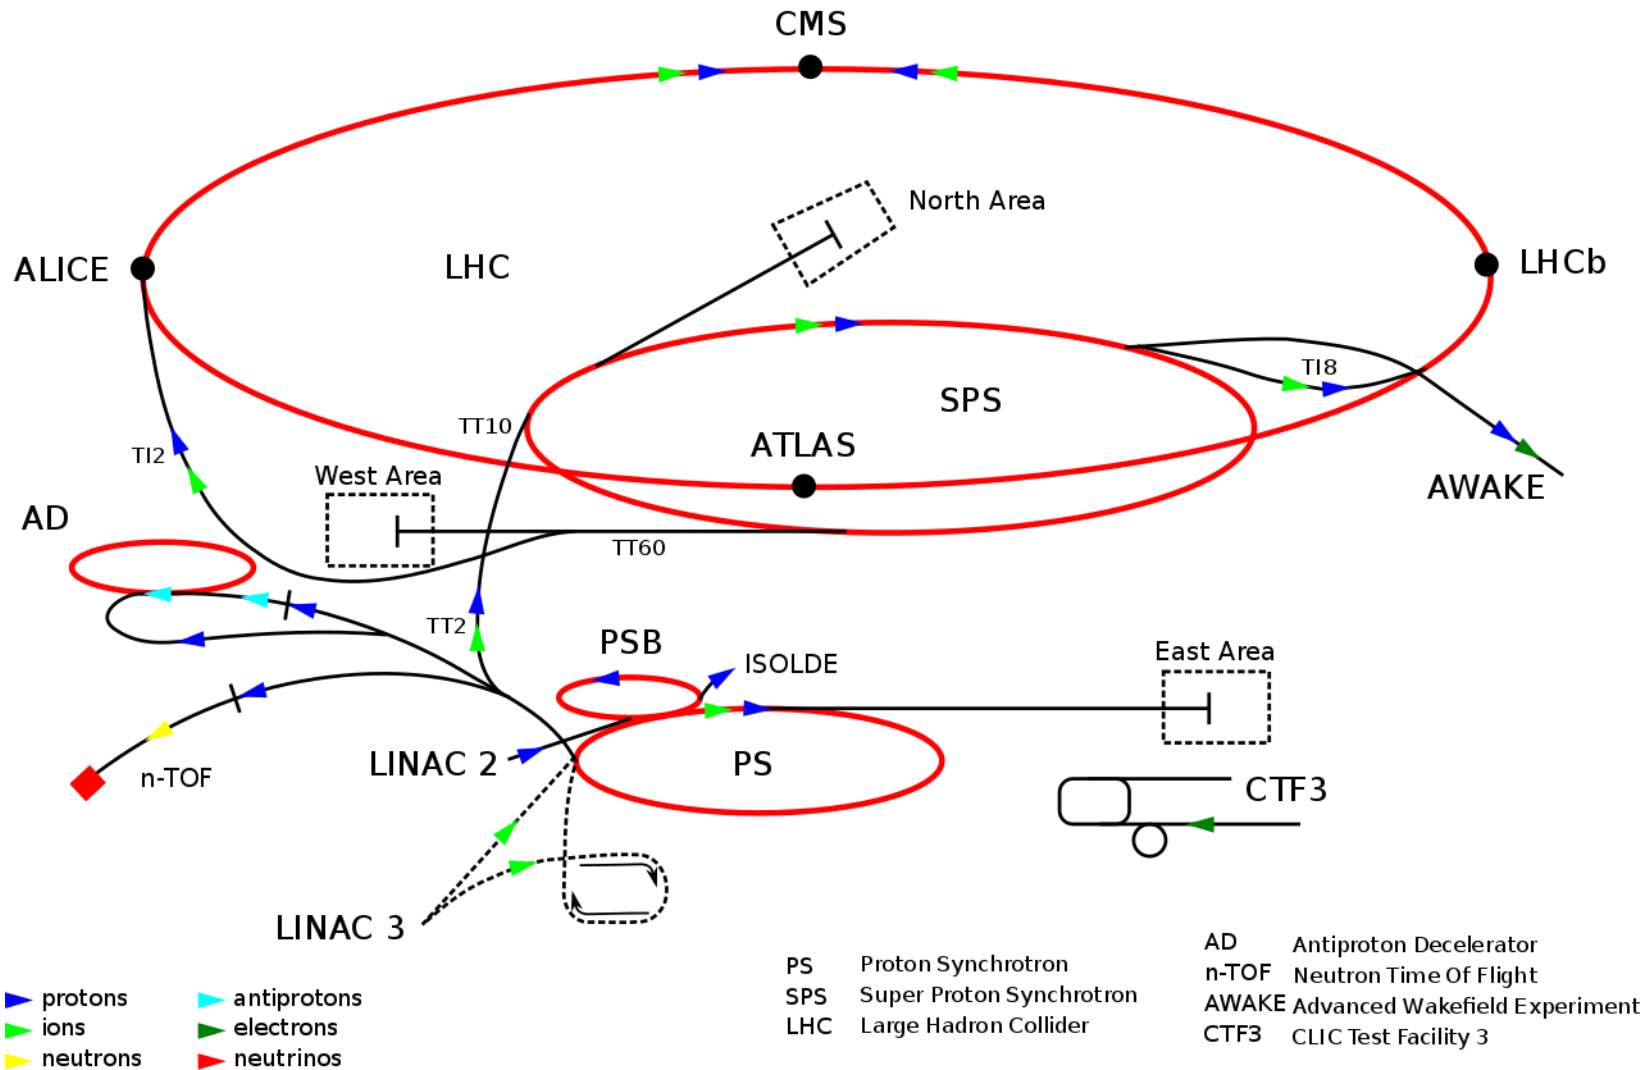 CMS
North Area
ALICE
LHC
LHCb
TI8
SPS
TT10
ATLAS
TI2
West Area
AWAKE
AD
TT60
TT2
PSB
ISOLDE
East Area
LINAC 2
PS
n-TOF
CTF3
LINAC 3
protons
ions
neutrons
antiprotons
electrons
neutrinos
PS Proton Synchrotron
SPS Super Proton Synchrotron
LHC Large Hadron Collider
AD Antiproton Decelerator
n-TOF Neutron Time Of Flight
AWAKE Advanced Wakefield Experiment
CTF3 CLIC Test Facility 3